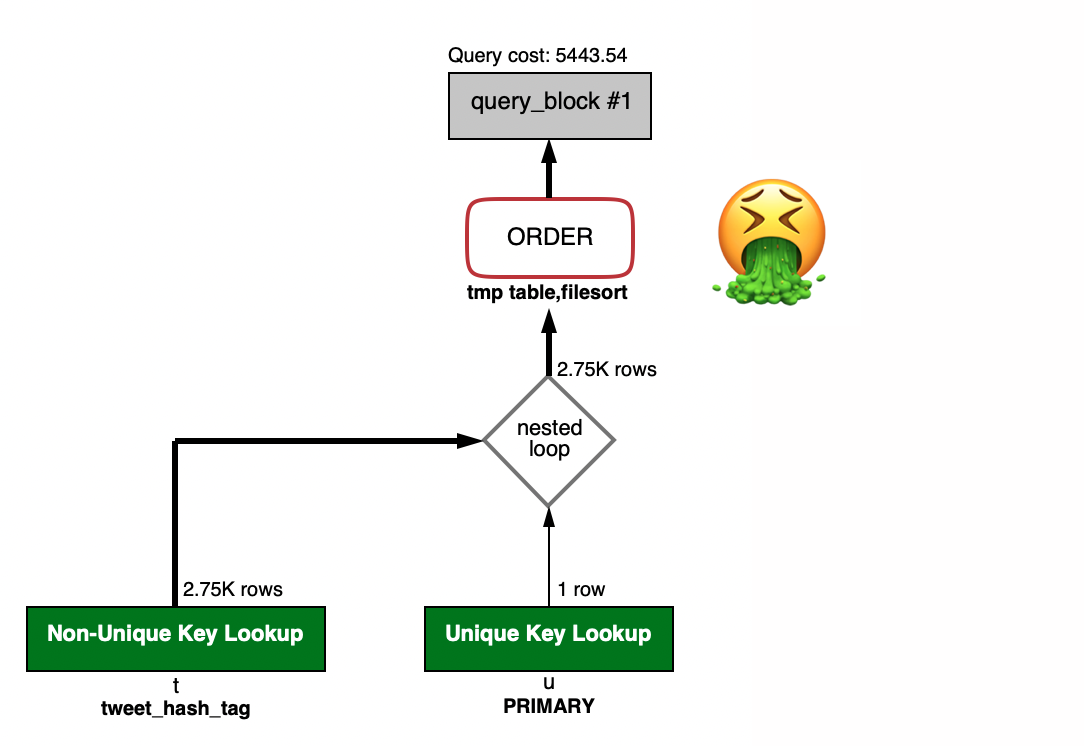 Query cost: 5443.54
query_block #1
ORDER
tmp table,filesort
2.75K rows
nested
loop
2.75K rows
1 row
Non-Unique Key Lookup
Unique Key Lookup
t
u
tweet_hash_tag
PRIMARY